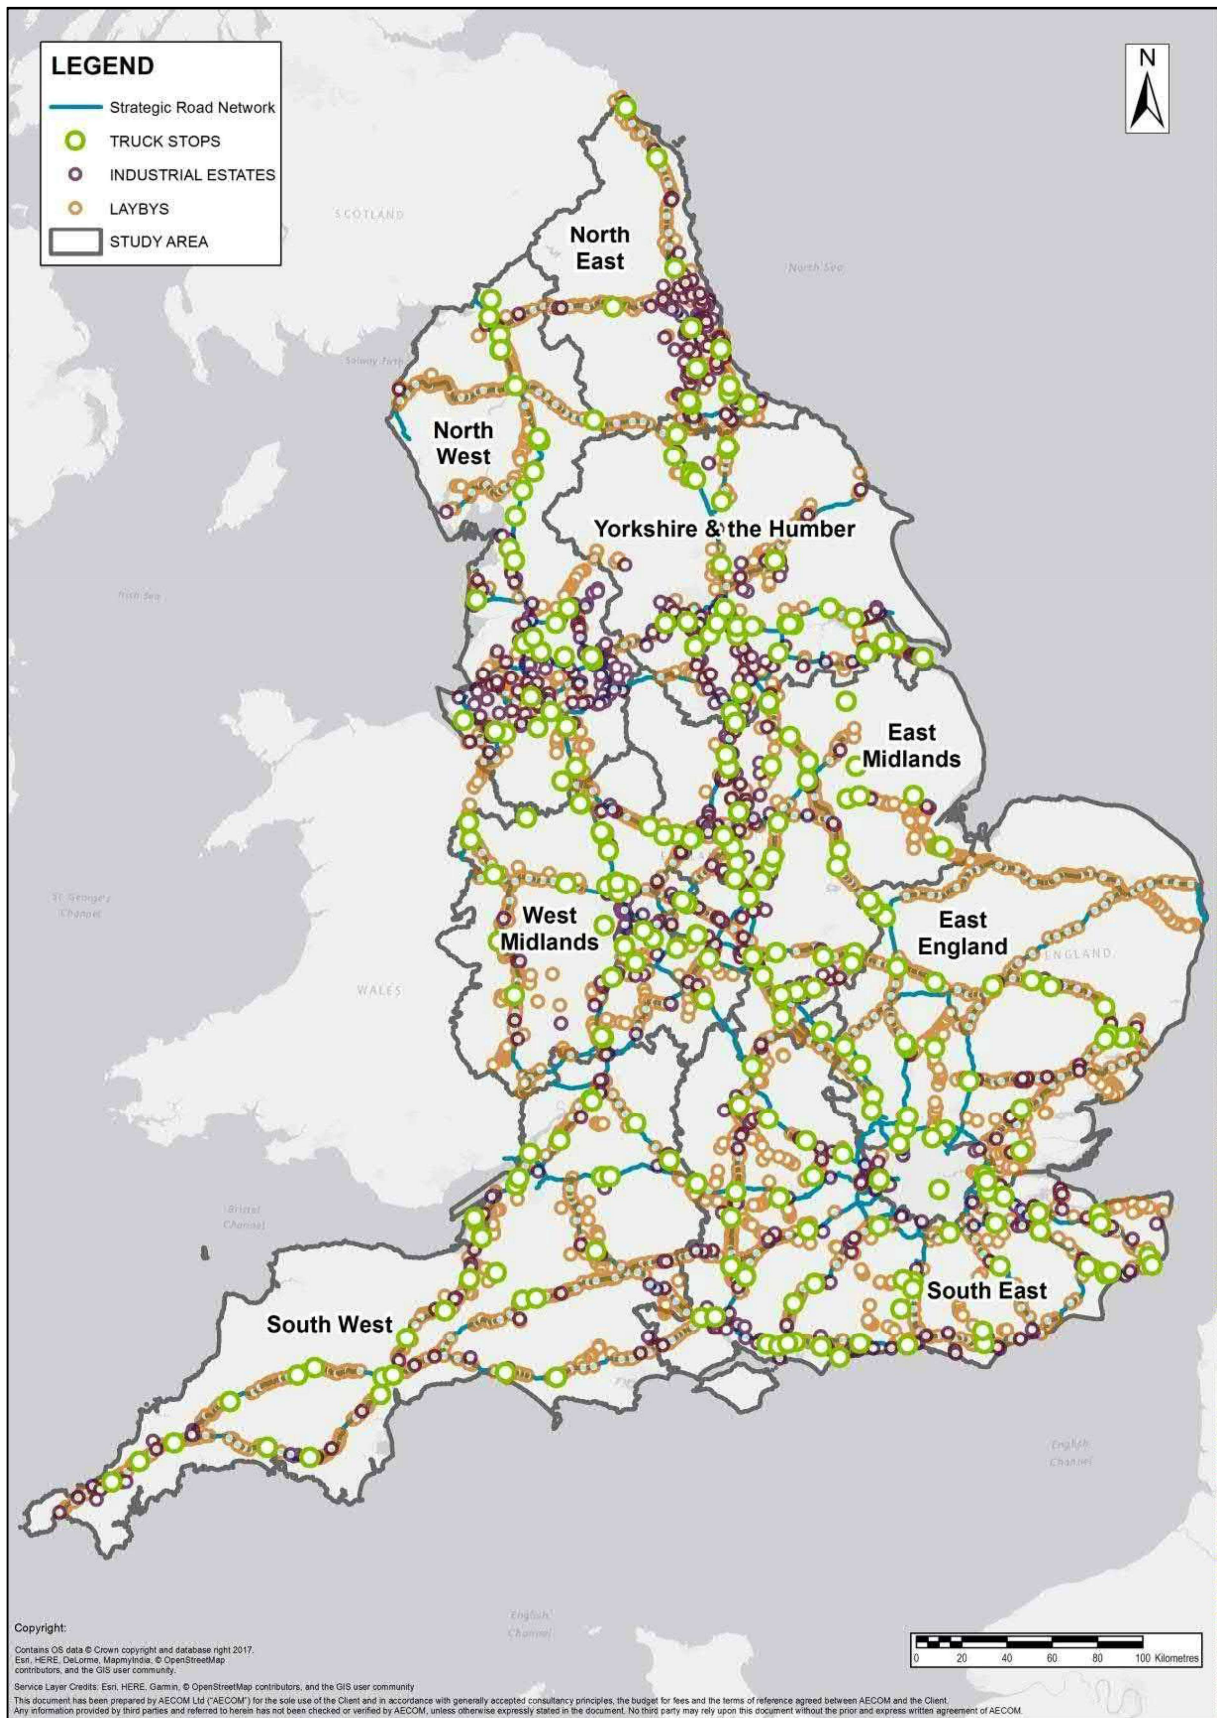 LEGEND
Strategic Road Network
TRUCK STOPS
INDUSTRIAL ESTATES
LAYBYS
STUDY AREA
N
SCOTLAND
North
East
North Sea
Solway Firth
North
West
Yorkshire & the Humber
Irish Sea
East
Midlands
St George's
Channel
West
Midlands
East
England
ENGLAND
WALES
Bristol
Channel
South East
South West
English
Channel
English
Channel
Copyright:
Contains OS data © Crown copyright and database right 2017.
Esri, HERE, DeLorme, MapmyIndia, © OpenStreetMap
contributors, and the GIS user community.
Service Layer Credits: Esri, HERE, Garmin, © OpenStreetMap contributors, and the GIS user community
This document has been prepared by AECOM Ltd ("AECOM") for the sole use of the Client and in accordance with generally accepted consultancy principles, the budget for fees and the terms of reference agreed between AECOM and the Client.
Any information provided by third parties and referred to herein has not been checked or verified by AECOM, unless otherwise expressly stated in the document. No third party may rely upon this document without the prior and express written agreement of AECOM.
0 20 40 60 80 100 Kilometres